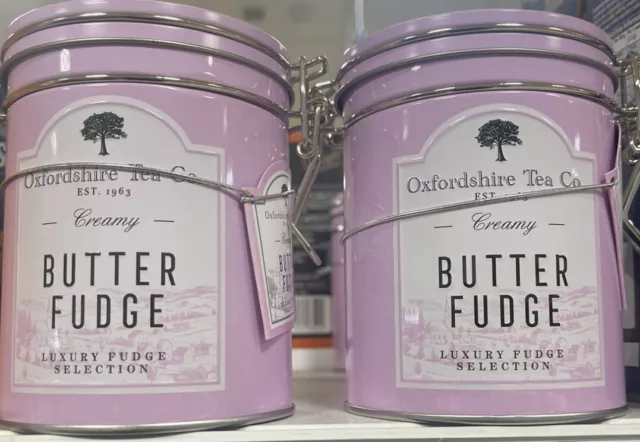 Oxfordshire Tea Co
EST. 1963
Creamy
BUTTER
FUDGE
LUXURY FUDGE
SELECTION
Oxfordshire Tea Co
EST.
Creamy
BUTTER
FUDGE
LUXURY FUDGE
SELECTION